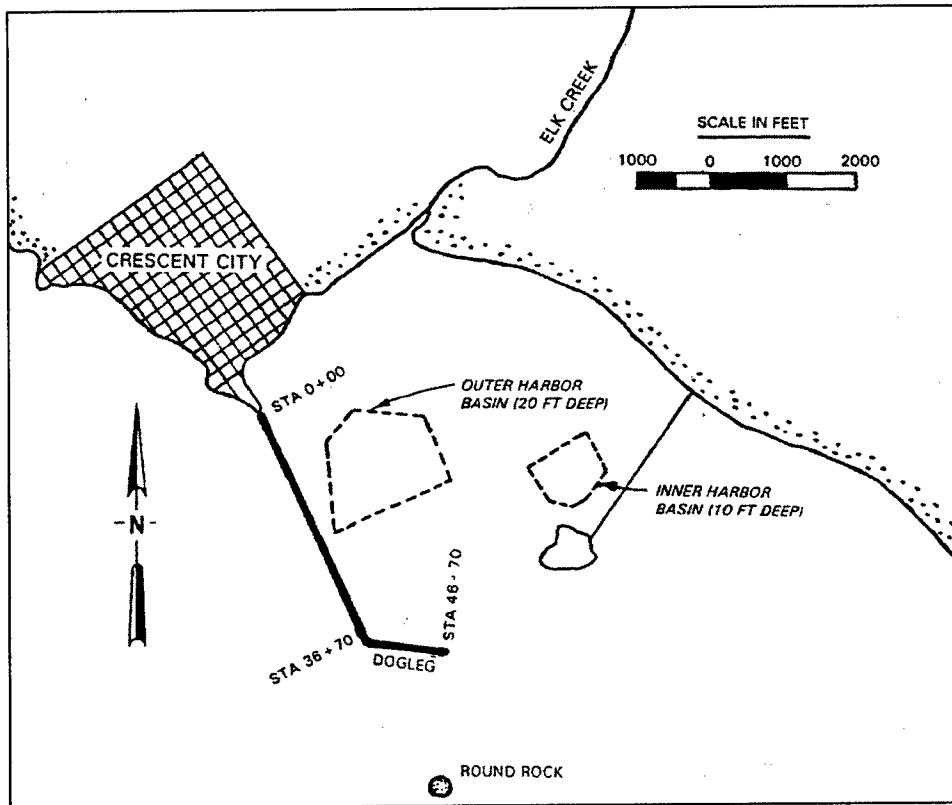 ELK CREEK
SCALE IN FEET
1000 0 1000 2000
CRESCENT CITY
STA 0+00
OUTER HARBOR
BASIN (20 FT DEEP)
INNER HARBOR
BASIN (10 FT DEEP)
-N-
STA 46-70
STA 36+70
DOGLEG
ROUND ROCK